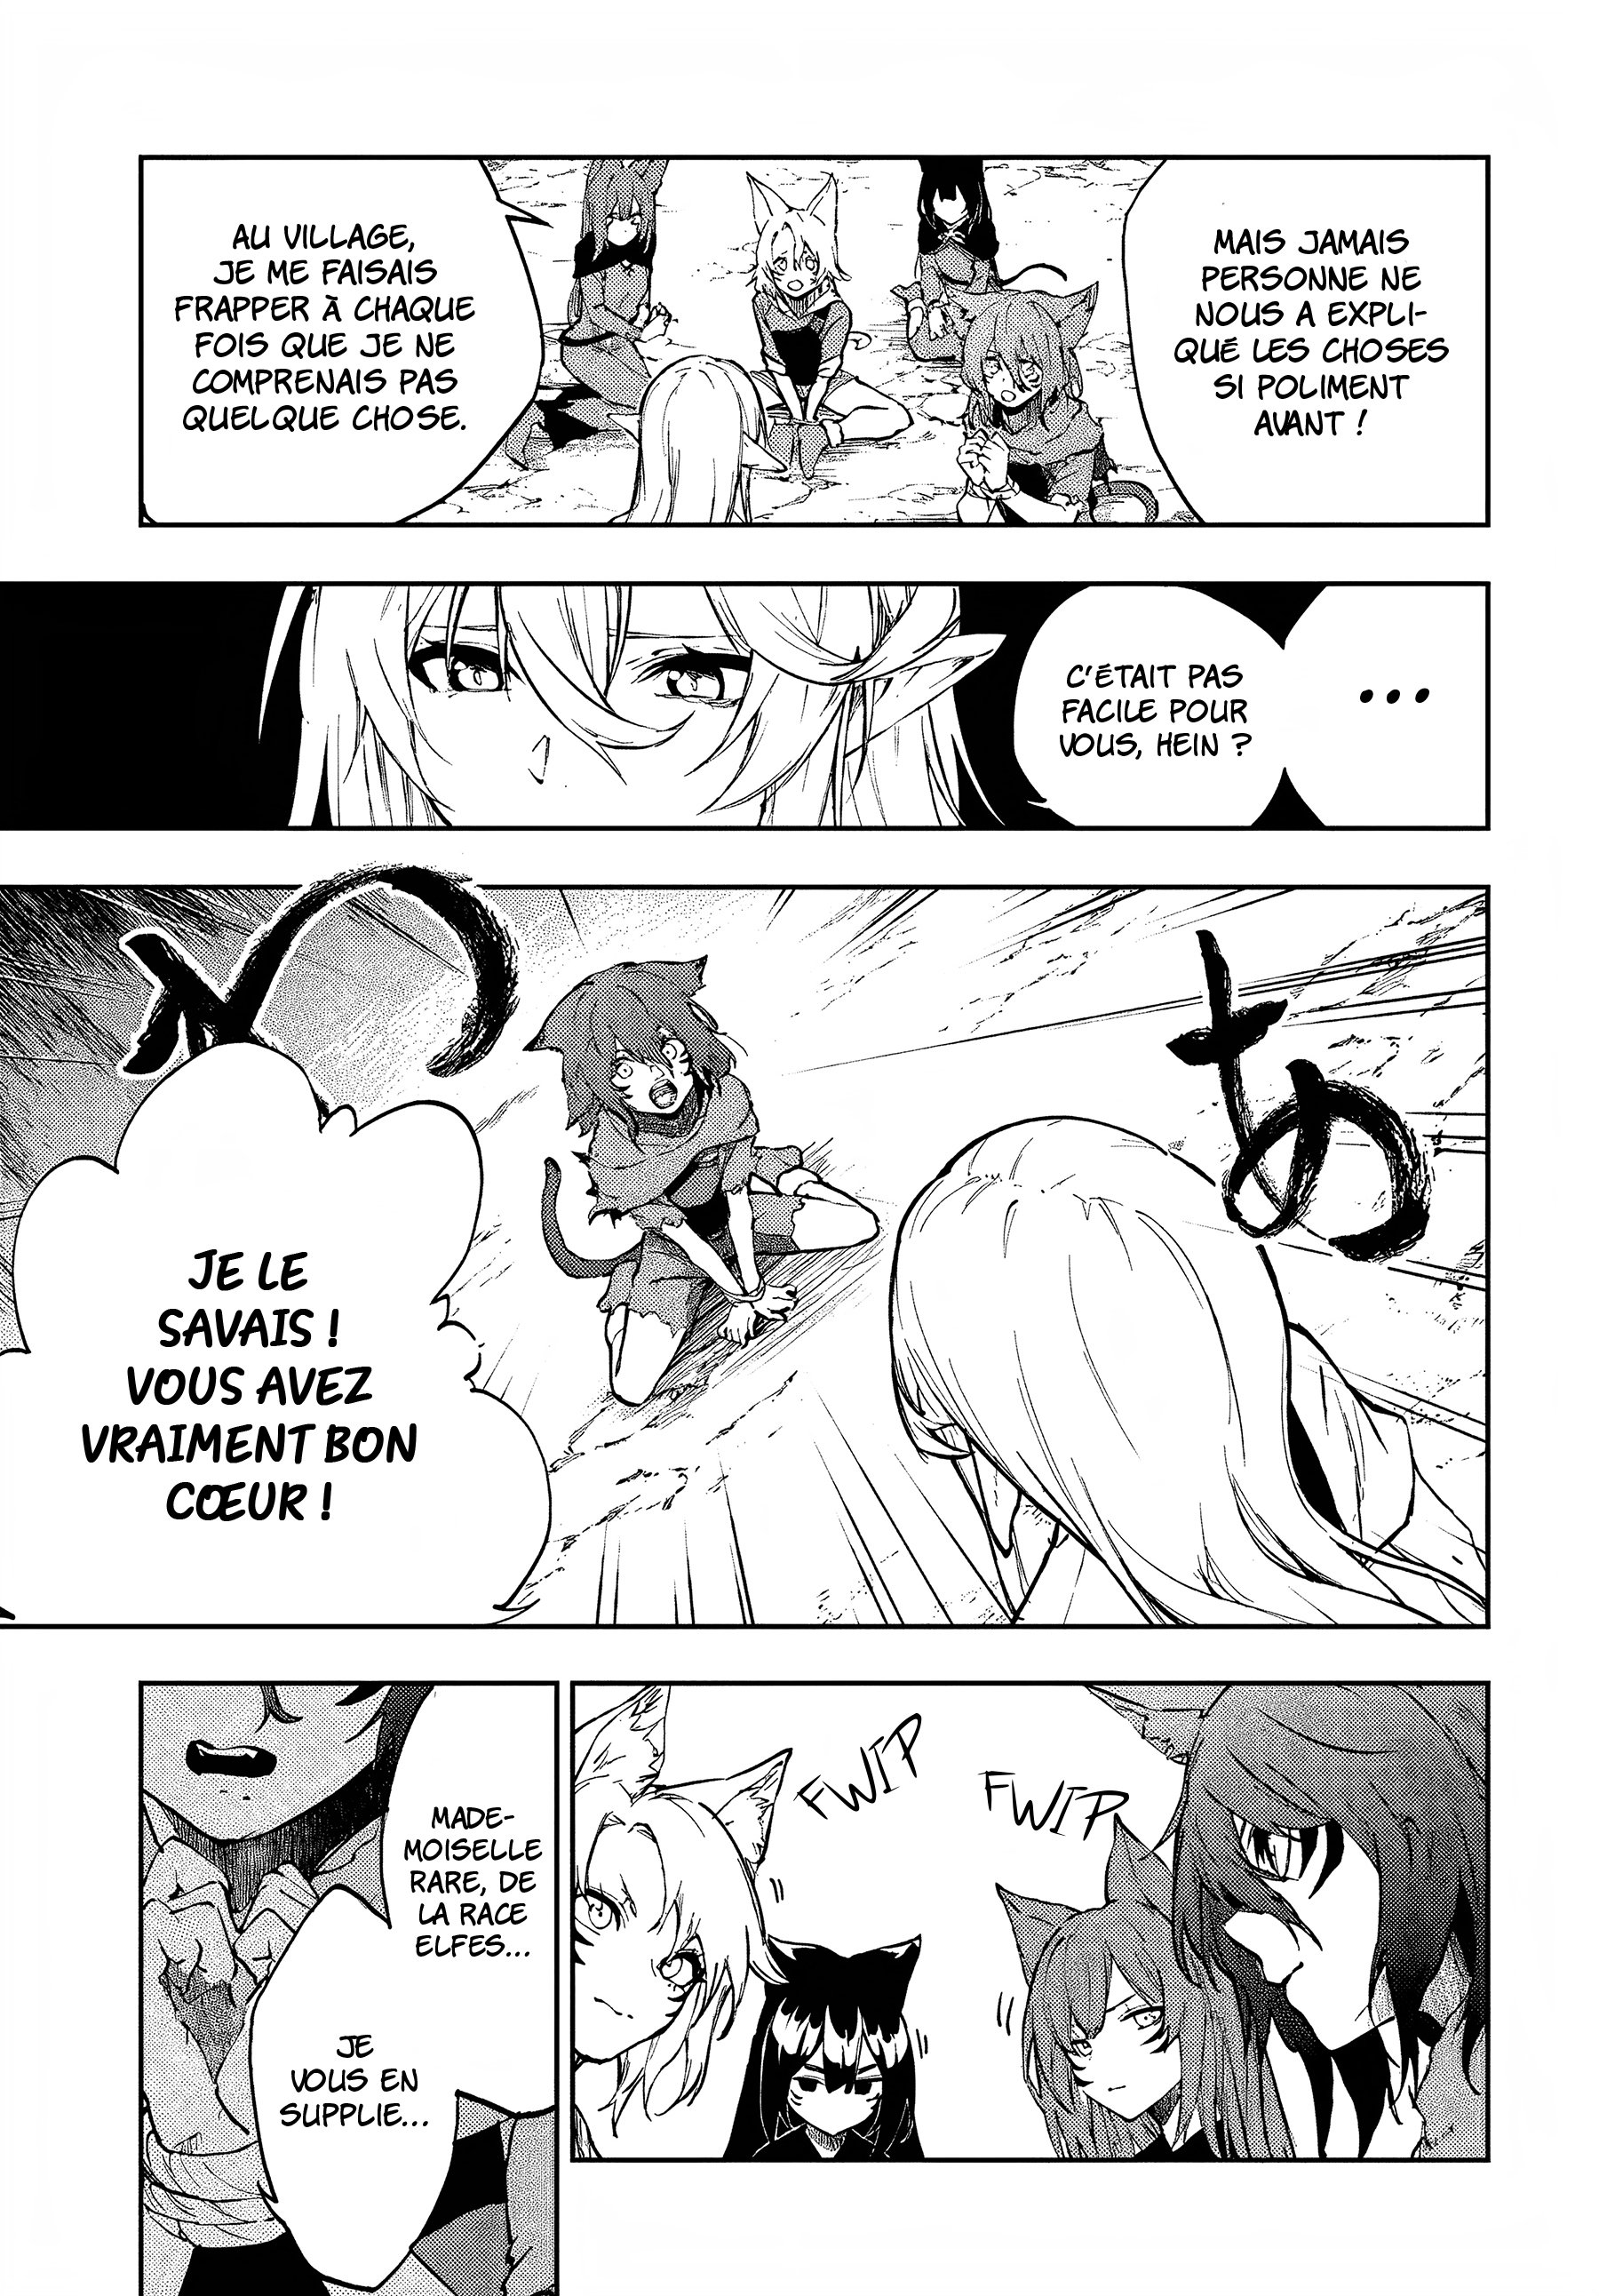 MAIS JAMAIS
PERSONNE NE
NOUS A EXPLI-
QUÉ LES CHOSES
SI POLIMENT
AVANT !
AU VILLAGE,
JE ME FAISAIS
FRAPPER À CHAQUE
FOIS QUE JE NE
COMPRENAIS PAS
QUELQUE CHOSE.
...
C'ÉTAIT PAS
FACILE POUR
VOUS, HEIN ?
JE LE
SAVAIS !
VOUS AVEZ
VRAIMENT BON
CŒUR !
FWIP
FWIP
MADE-
MOISELLE
RARE, DE
LA RACE
ELFES...
JE
VOUS EN
SUPPLIE...